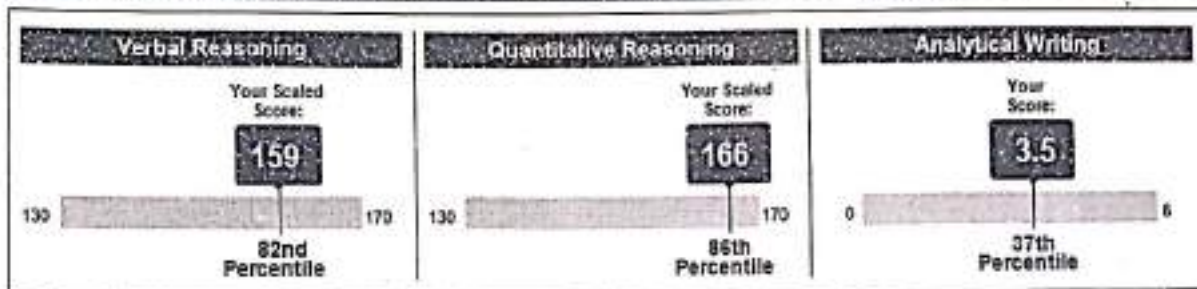 Verbal Reasoning
Your Scaled
Score:
159
130
170
82nd
Percentile
Quantitative Reasoning
Your Scaled
Score:
166
130
170
86th
Percentile
Analytical Writing
Your
Score:
3.5
0
6
37th
Percentile